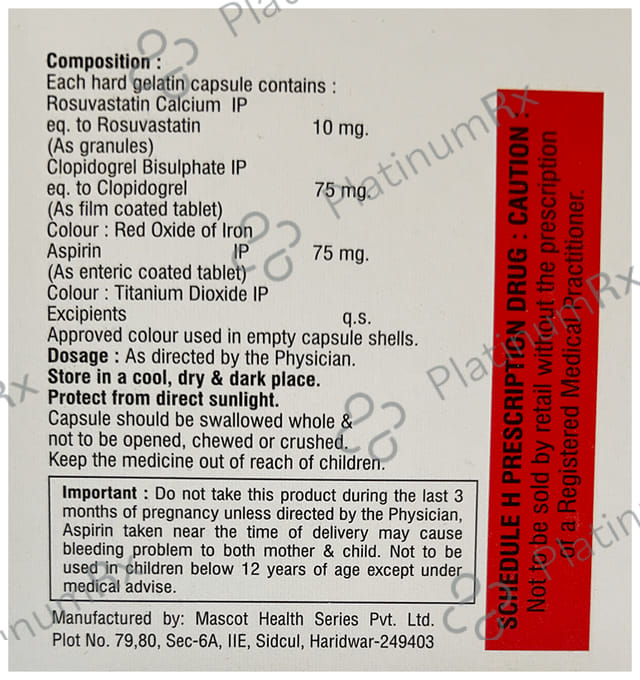 Composition :
Each hard gelatin capsule contains :
Rosuvastatin Calcium IP
eq. to Rosuvastatin 10 mg.
(As granules)
Clopidogrel Bisulphate IP
eq. to Clopidogrel 75 mg.
(As film coated tablet)
Colour : Red Oxide of Iron
Aspirin IP 75 mg.
(As enteric coated tablet)
Colour : Titanium Dioxide IP
Excipients q.s.
Approved colour used in empty capsule shells.
Dosage : As directed by the Physician.
Store in a cool, dry & dark place.
Protect from direct sunlight.
Capsule should be swallowed whole &
not to be opened, chewed or crushed.
Keep the medicine out of reach of children.
Important : Do not take this product during the last 3
months of pregnancy unless directed by the Physician,
Aspirin taken near the time of delivery may cause
bleeding problem to both mother & child. Not to be
used in children below 12 years of age except under
medical advise.
Manufactured by: Mascot Health Series Pvt. Ltd.
Plot No. 79,80, Sec-6A, IIE, Sidcul, Haridwar-249403
SCHEDULE H PRESCRIPTION DRUG : CAUTION :
Not to be sold by retail without the prescription
of a Registered Medical Practitioner.
PlatinumRx
PlatinumRx